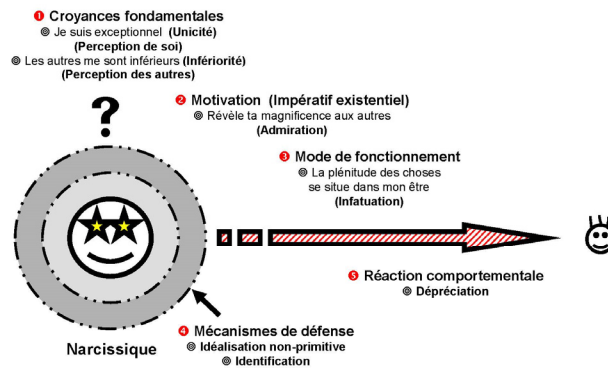 ❶ Croyances fondamentales
◎ Je suis exceptionnel (Unicité)
(Perception de soi)
◎ Les autres me sont inférieurs (Infériorité)
(Perception des autres)
?
❷ Motivation (Impératif existentiel)
◎ Révèle ta magnificence aux autres
(Admiration)
❸ Mode de fonctionnement
◎ La plénitude des choses
se situe dans mon être
(Infatuation)
❺ Réaction comportementale
◎ Dépréciation
❹ Mécanismes de défense
◎ Idéalisation non-primitive
◎ Identification
Narcissique